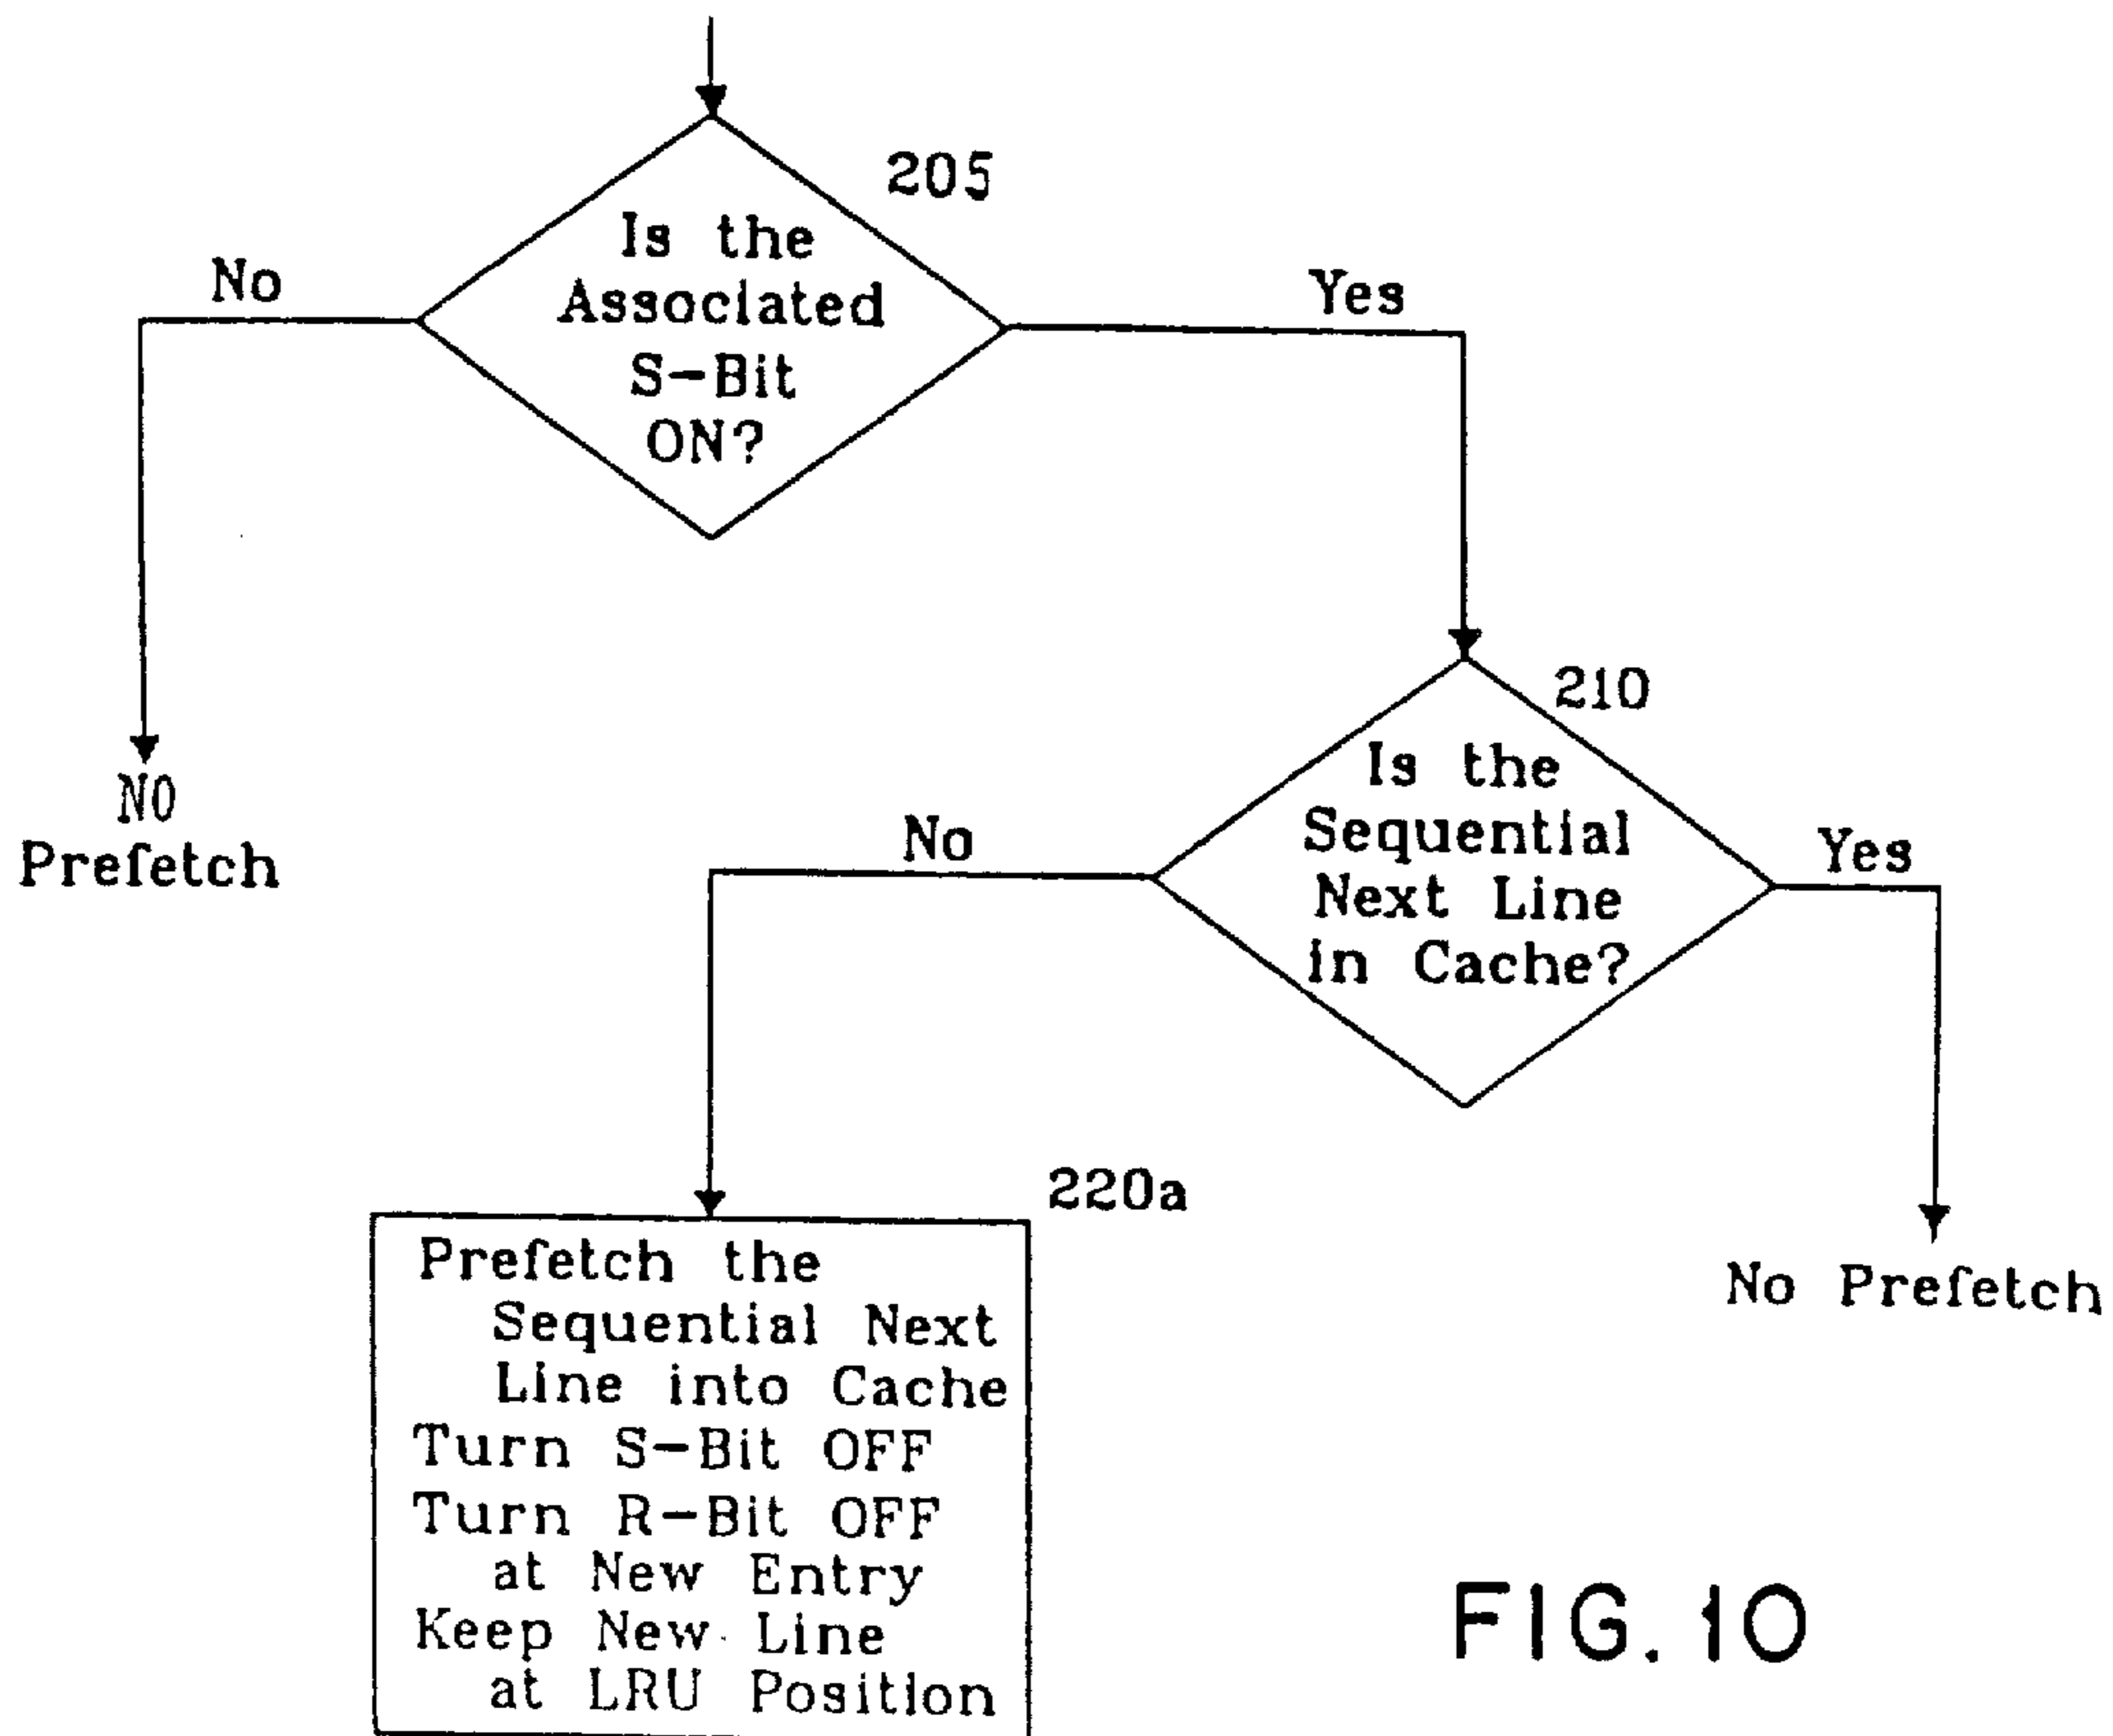 205
Is the
Associated
S-Bit
ON?
No
Yes
NO
Prefetch
210
Is the
Sequential
Next Line
in Cache?
No
Yes
No Prefetch
220a
Prefetch the
Sequential Next
Line into Cache
Turn S-Bit OFF
Turn R-Bit OFF
at New Entry
Keep New Line
at LRU Position
FIG. 10